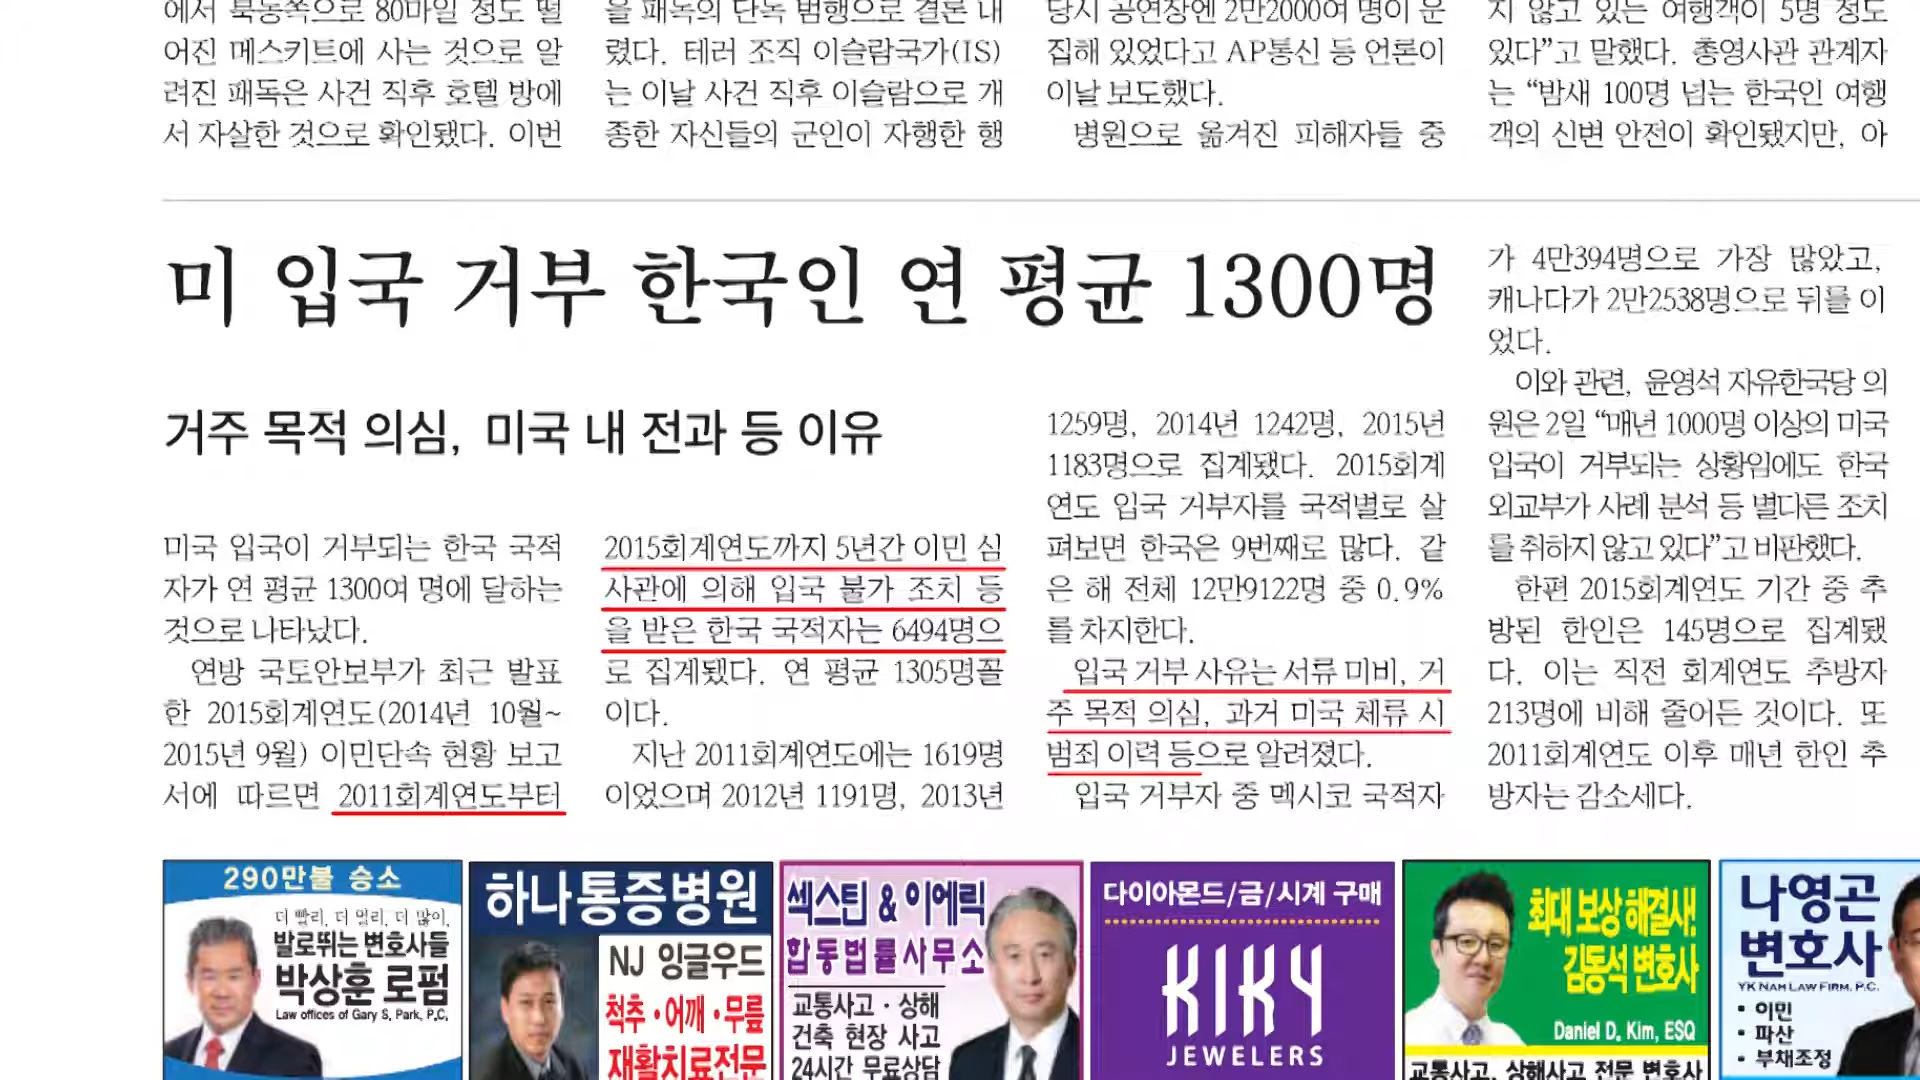 에서 북동쪽으로 80마일 정도 떨
어진 메스키트에 사는 것으로 알
려진 패독은 사건 직후 호텔 방에
서 자살한 것으로 확인됐다. 이번
을 패독의 단독 범행으로 결론 내
렸다. 테러 조직 이슬람국가(IS)
는 이날 사건 직후 이슬람으로 개
종한 자신들의 군인이 자행한 행
당시 공연장엔 2만2000여 명이 운
집해 있었다고 AP통신 등 언론이
이날 보도했다.
병원으로 옮겨진 피해자들 중
지 않고 있는 여행객이 5명 정도
있다”고 말했다. 총영사관 관계자
는 “밤새 100명 넘는 한국인 여행
객의 신변 안전이 확인됐지만, 아
미 입국 거부 한국인 연 평균 1300명
거주 목적 의심, 미국 내 전과 등 이유
미국 입국이 거부되는 한국 국적
자가 연 평균 1300여 명에 달하는
것으로 나타났다.
연방 국토안보부가 최근 발표
한 2015회계연도(2014년 10월~
2015년 9월) 이민단속 현황 보고
서에 따르면 2011회계연도부터
2015회계연도까지 5년간 이민 심
사관에 의해 입국 불가 조치 등
을 받은 한국 국적자는 6494명으
로 집계됐다. 연 평균 1305명꼴
이다.
지난 2011회계연도에는 1619명
이었으며 2012년 1191명, 2013년
1259명, 2014년 1242명, 2015년
1183명으로 집계됐다. 2015회계
연도 입국 거부자를 국적별로 살
펴보면 한국은 9번째로 많다. 같
은 해 전체 12만9122명 중 0.9%
를 차지한다.
입국 거부 사유는 서류 미비, 거
주 목적 의심, 과거 미국 체류 시
범죄 이력 등으로 알려졌다.
입국 거부자 중 멕시코 국적자
가 4만394명으로 가장 많았고,
캐나다가 2만2538명으로 뒤를 이
었다.
이와 관련, 윤영석 자유한국당 의
원은 2일 “매년 1000명 이상의 미국
입국이 거부되는 상황임에도 한국
외교부가 사례 분석 등 별다른 조치
를 취하지 않고 있다”고 비판했다.
한편 2015회계연도 기간 중 추
방된 한인은 145명으로 집계됐
다. 이는 직전 회계연도 추방자
213명에 비해 줄어든 것이다. 또
2011회계연도 이후 매년 한인 추
방자는 감소세다.
290만불 승소
더 빨리, 더 멀리, 더 많이,
발로뛰는 변호사들
박상훈 로펌
Law offices of Gary S. Park, P.C.
하나통증병원
NJ 잉글우드
척추·어깨·무릎
재활치료전문
섹스틴 & 이에릭
합동법률사무소
교통사고·상해
건축 현장 사고
24시간 무료상담
다이아몬드/금/시계 구매
KIKY
JEWELERS
최대 보상 해결사!
김동석 변호사
Daniel D. Kim, ESQ
교통사고, 상해사고 전문 변호사
나영곤
변호사
YK NAM LAW FIRM, P.C.
• 이민
• 파산
• 부채조정